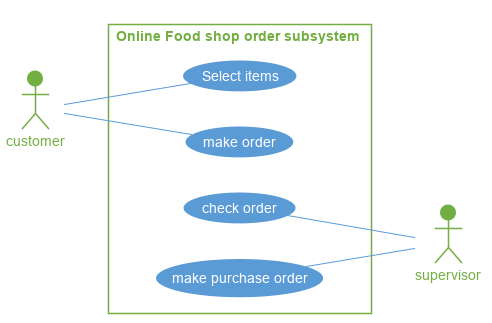 Online Food shop order subsystem
Select items
customer
make order
check order
supervisor
make purchase order